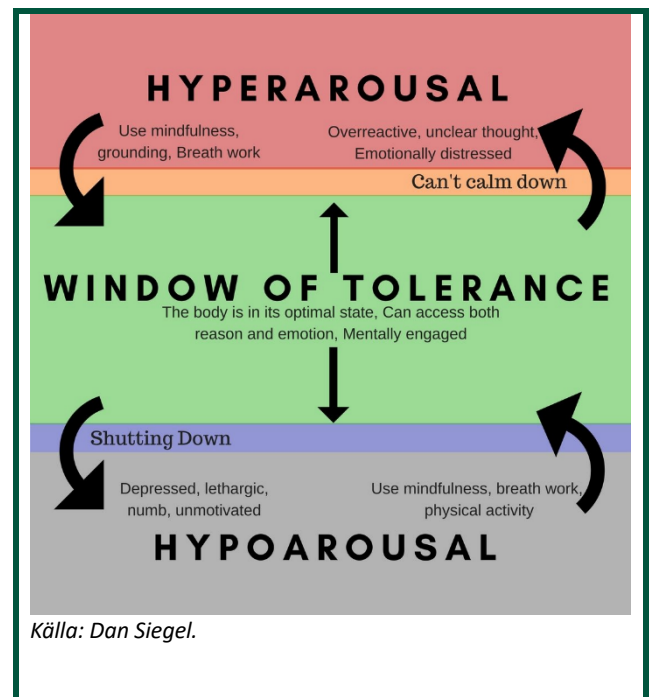 HYPERAROUSAL
Use mindfulness,
grounding, Breath work
Overreactive, unclear thought,
Emotionally distressed
Can't calm down
WINDOW OF TOLERANCE
The body is in its optimal state, Can access both
reason and emotion, Mentally engaged
Shutting Down
Depressed, lethargic,
numb, unmotivated
Use mindfulness, breath work,
physical activity
HYPOAROUSAL
Källa: Dan Siegel.